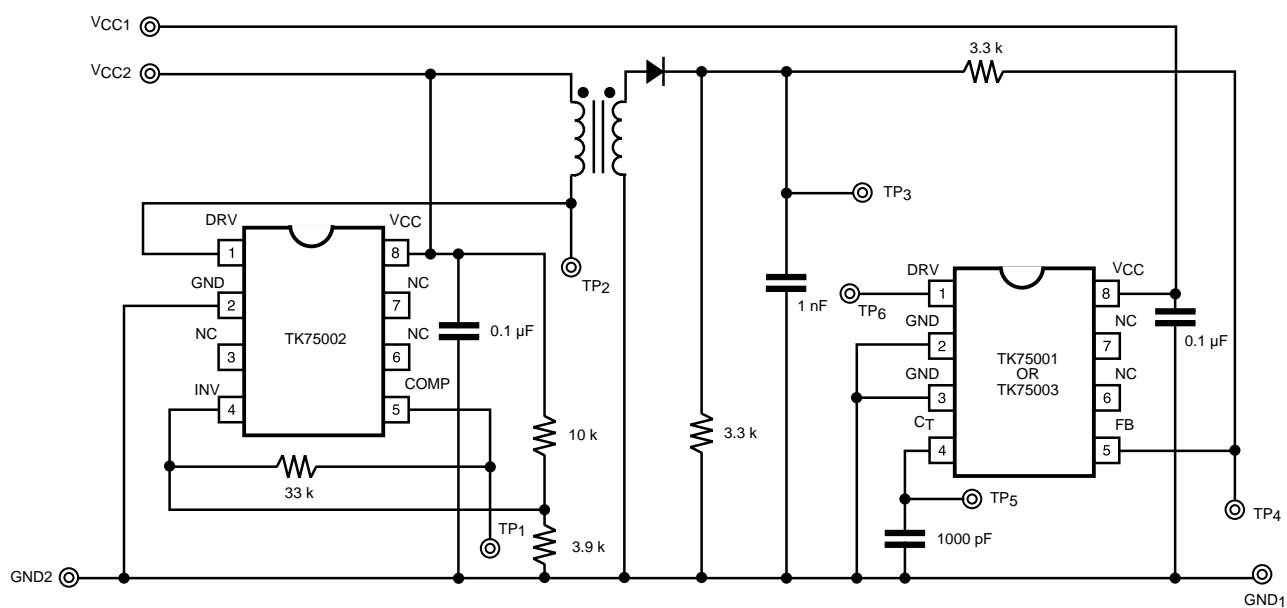 VCC1
VCC2
3.3 k
TP3
DRV
VCC
1
8
GND
NC
TP2
2
7
NC
TK75002
NC
0.1 µF
3
6
INV
COMP
4
5
10 k
33 k
TP1
3.9 k
GND2
1 nF
3.3 k
DRV
VCC
TP6
1
8
GND
NC
0.1 µF
2
7
TK75001
OR
TK75003
GND
NC
3
6
CT
FB
4
5
TP5
TP4
1000 pF
GND1